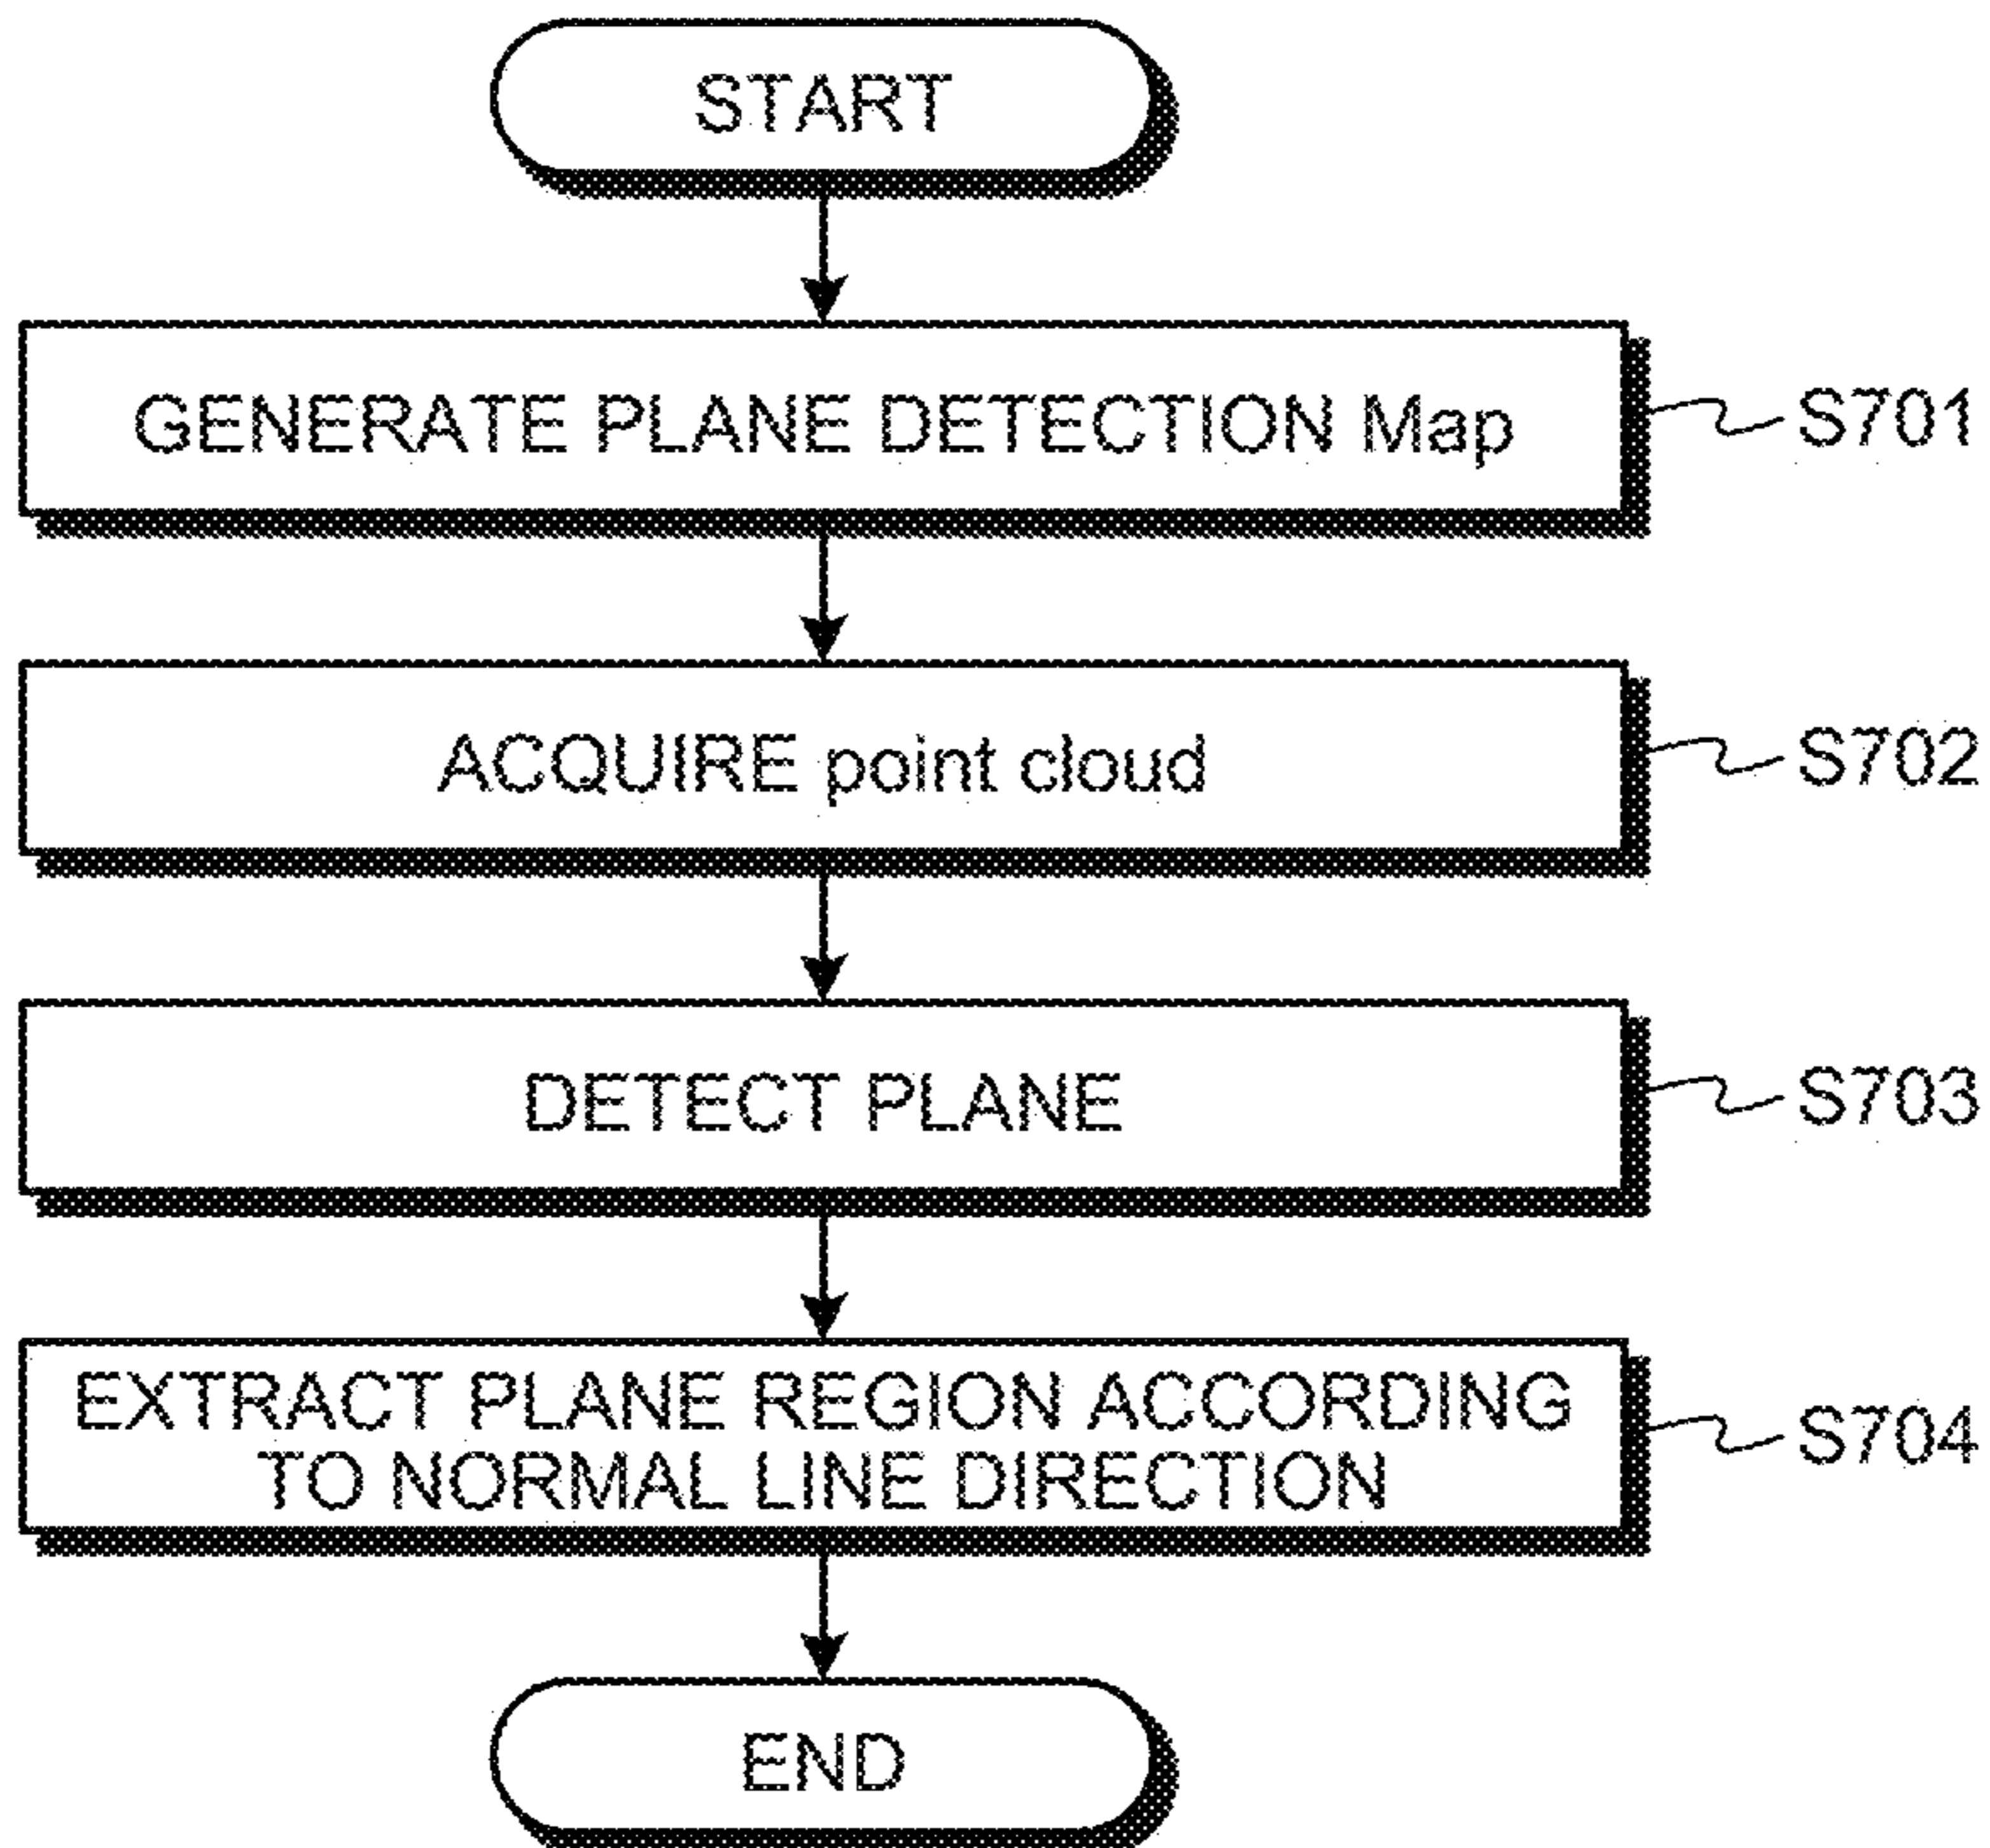 START
GENERATE PLANE DETECTION Map
S701
ACQUIRE point cloud
S702
DETECT PLANE
S703
EXTRACT PLANE REGION ACCORDING
TO NORMAL LINE DIRECTION
S704
END